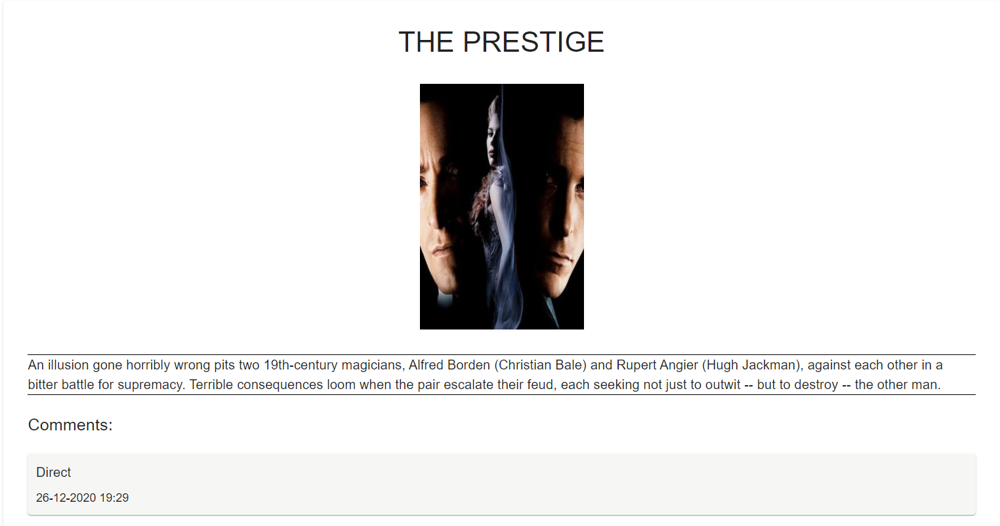 THE PRESTIGE
An illusion gone horribly wrong pits two 19th-century magicians, Alfred Borden (Christian Bale) and Rupert Angier (Hugh Jackman), against each other in a
bitter battle for supremacy. Terrible consequences loom when the pair escalate their feud, each seeking not just to outwit -- but to destroy -- the other man.
Comments:
Direct
26-12-2020 19:29